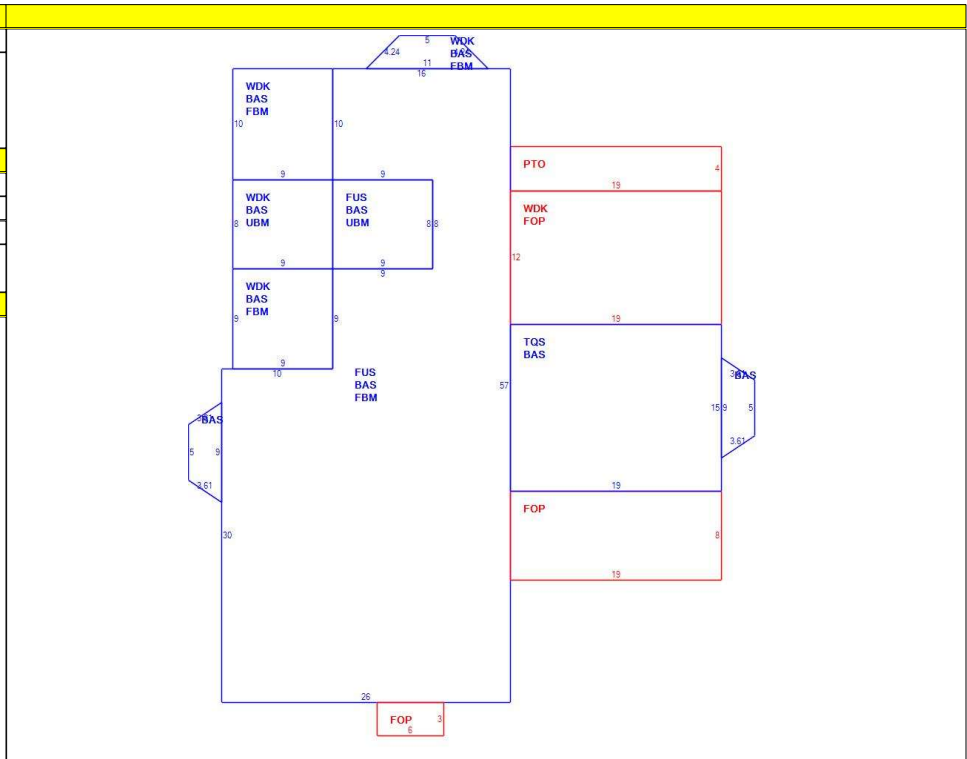 5
WDK
4.24
BAS
11
FBM
16
WDK
BAS
FBM
10
10
9
9
PTO
4
19
WDK
BAS
UBM
FUS
BAS
UBM
8
8
8
WDK
FOP
12
9
9
9
WDK
BAS
FBM
9
9
19
TQS
BAS
9
10
FUS
BAS
FBM
57
BAS
15
9
5
3.61
BAS
5
9
3.61
19
FOP
30
8
19
26
FOP
3
6